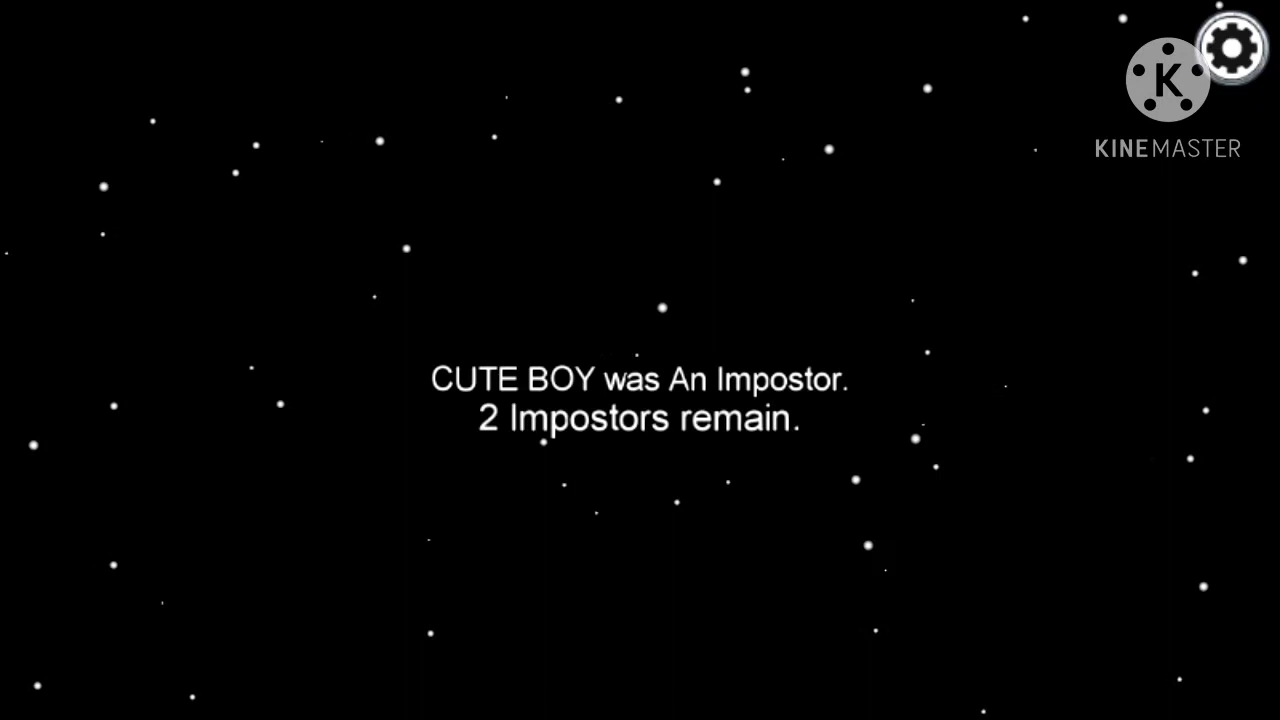 K
KINEMASTER
CUTE BOY was An Impostor.
2 Impostors remain.